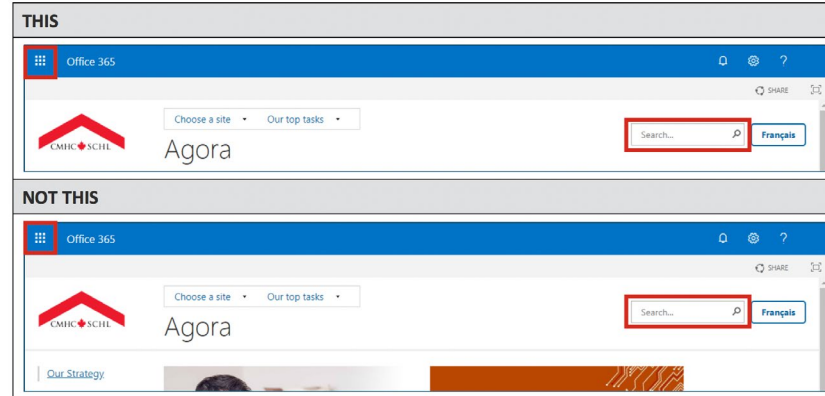 THIS
Office 365
?
SHARE
Choose a site Our top tasks
Agora
CMHC SCHL
Search...
Français
NOT THIS
Office 365
?
SHARE
Choose a site Our top tasks
Agora
CMHC SCHL
Search...
Français
Our Strategy